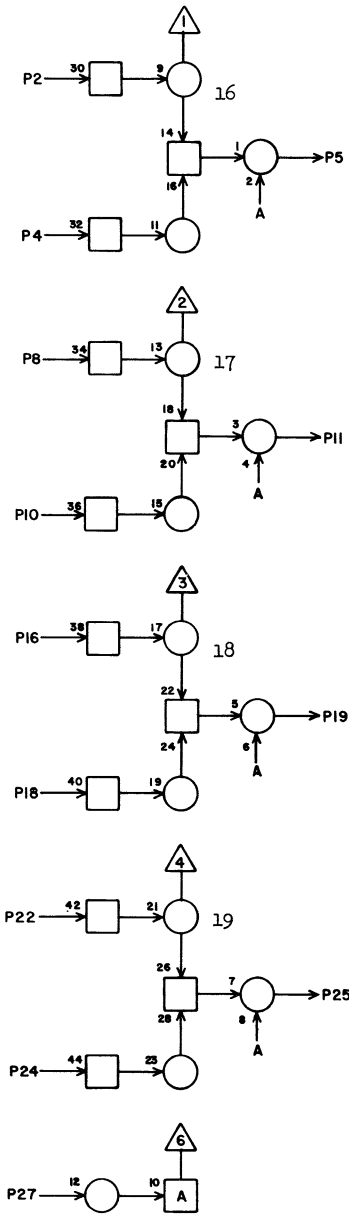 1
P2 30 9 16
14 1 P5
16 2
A
P4 32 11
2
P8 34 13 17
18 3 P11
20 4
A
P10 36 15
3
P16 38 17 18
22 5 P19
24 6
A
P18 40 19
4
P22 42 21 19
26 7 P25
28 8
A
P24 44 23
6
P27 12 10 A